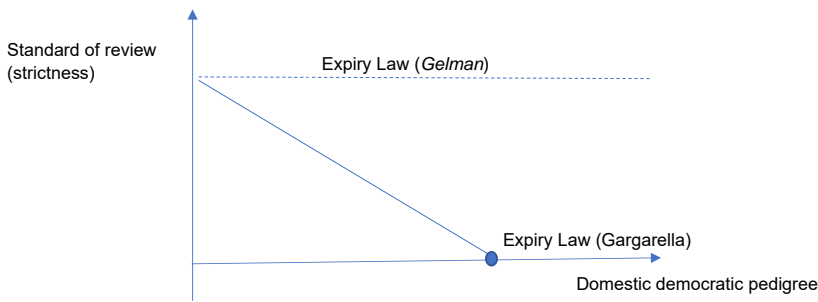 Standard of review
(strictness)
Expiry Law (Gelman)
Expiry Law (Gargarella)
Domestic democratic pedigree